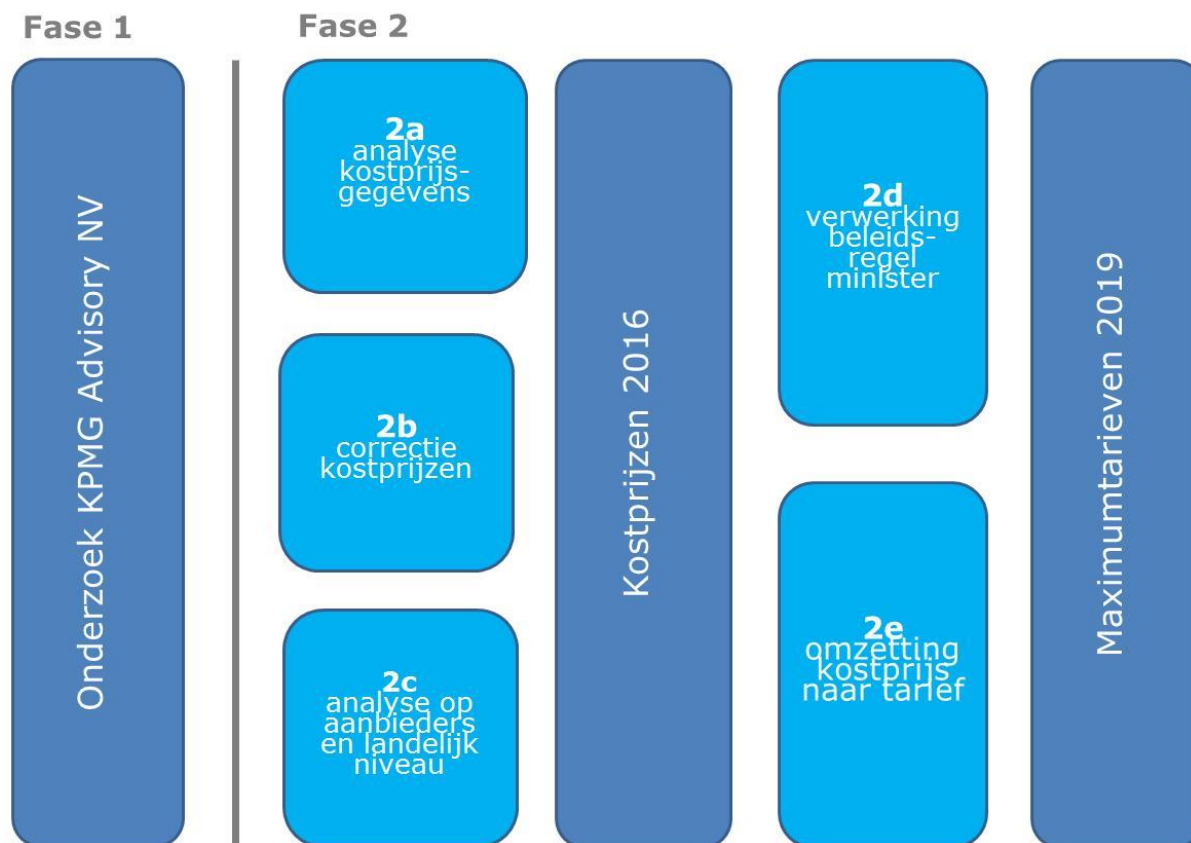 Fase 1
Fase 2
Onderzoek KPMG Advisory NV
2a
analyse
kostprijs-
gegevens
2b
correctie
kostprijzen
2c
analyse op
aanbieders
en landelijk
niveau
Kostprijzen 2016
2d
verwerking
beleids-
regel
minister
2e
omzetting
kostprijs
naar tarief
Maximumtarieven 2019